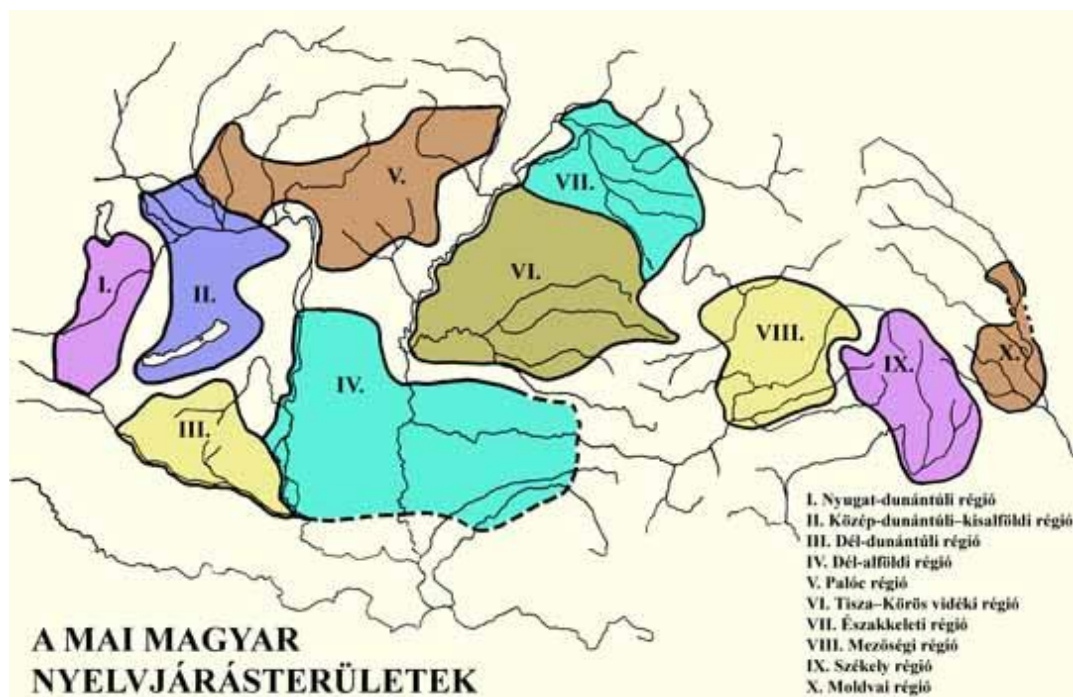 V.
VII.
I.
II.
VI.
VIII.
X.
IX.
IV.
III.
I. Nyugat-dunántúli régió
II. Közép-dunántúli–kisalföldi régió
III. Dél-dunántúli régió
IV. Dél-alföldi régió
V. Palóc régió
VI. Tisza–Körös vidéki régió
VII. Északkeleti régió
VIII. Mezőségi régió
IX. Székely régió
X. Moldvai régió
A MAI MAGYAR
NYELVJÁRÁSTERÜLETEK